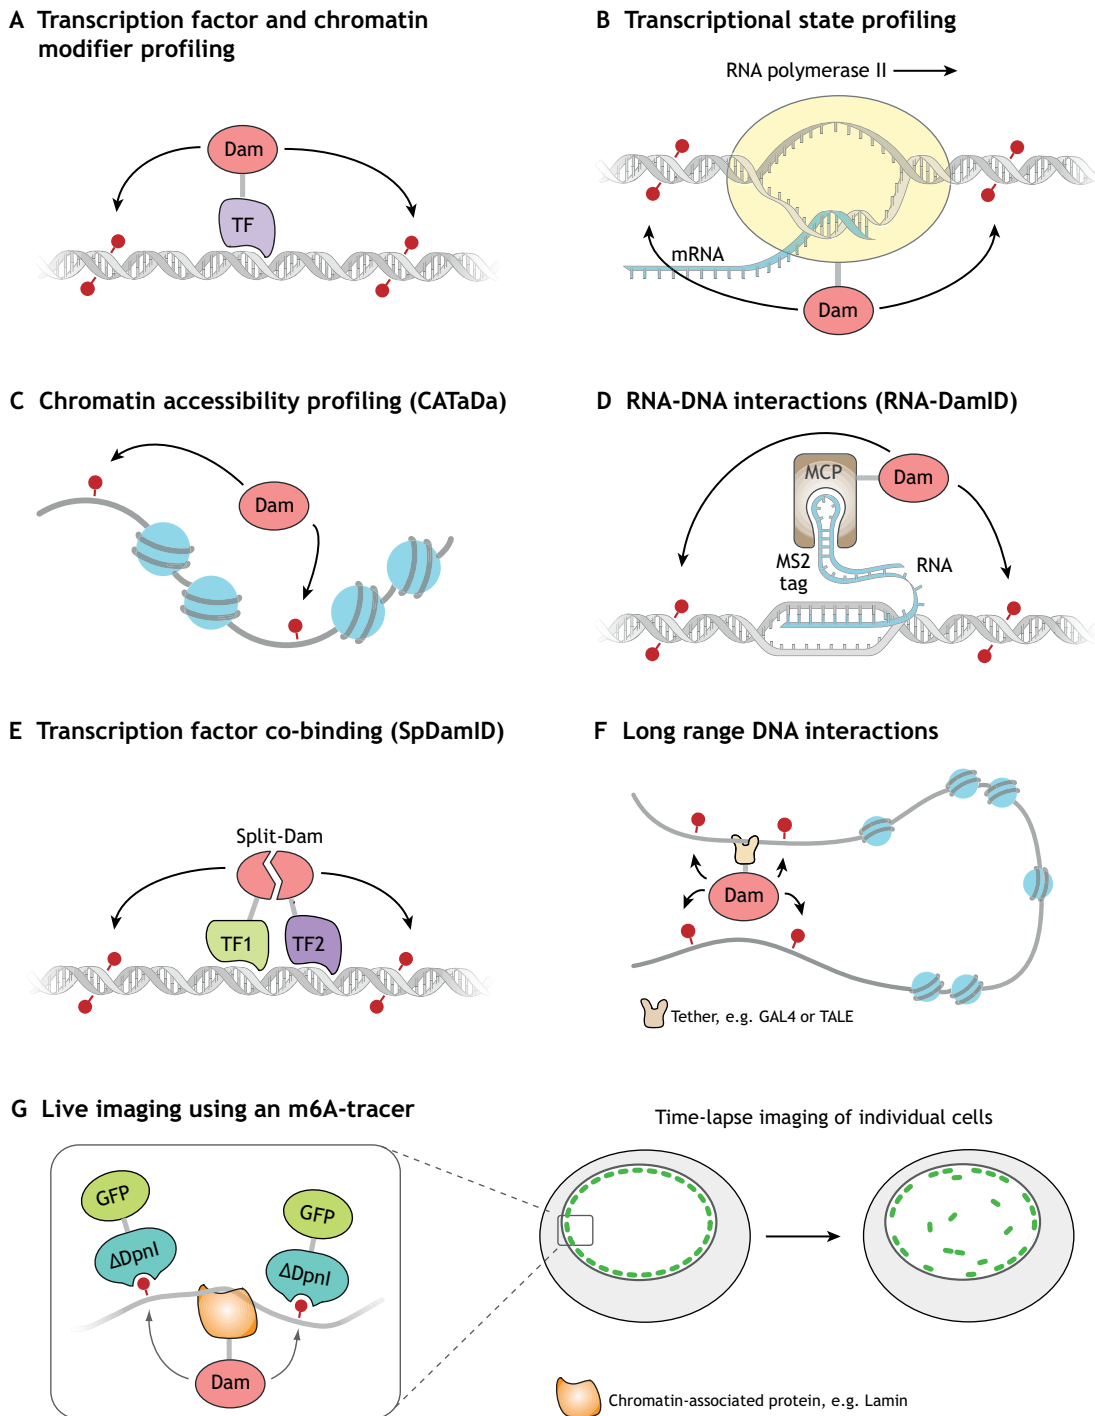 A Transcription factor and chromatin
modifier profiling
Dam
TF
B Transcriptional state profiling
RNA polymerase II
mRNA
Dam
C Chromatin accessibility profiling (CATaDa)
Dam
D RNA-DNA interactions (RNA-DamID)
MCP
Dam
MS2
tag
RNA
E Transcription factor co-binding (SpDamID)
Split-Dam
TF1
TF2
F Long range DNA interactions
Dam
Tether, e.g. GAL4 or TALE
G Live imaging using an m6A-tracer
GFP
ΔDpnI
GFP
ΔDpnI
Dam
Time-lapse imaging of individual cells
Chromatin-associated protein, e.g. Lamin